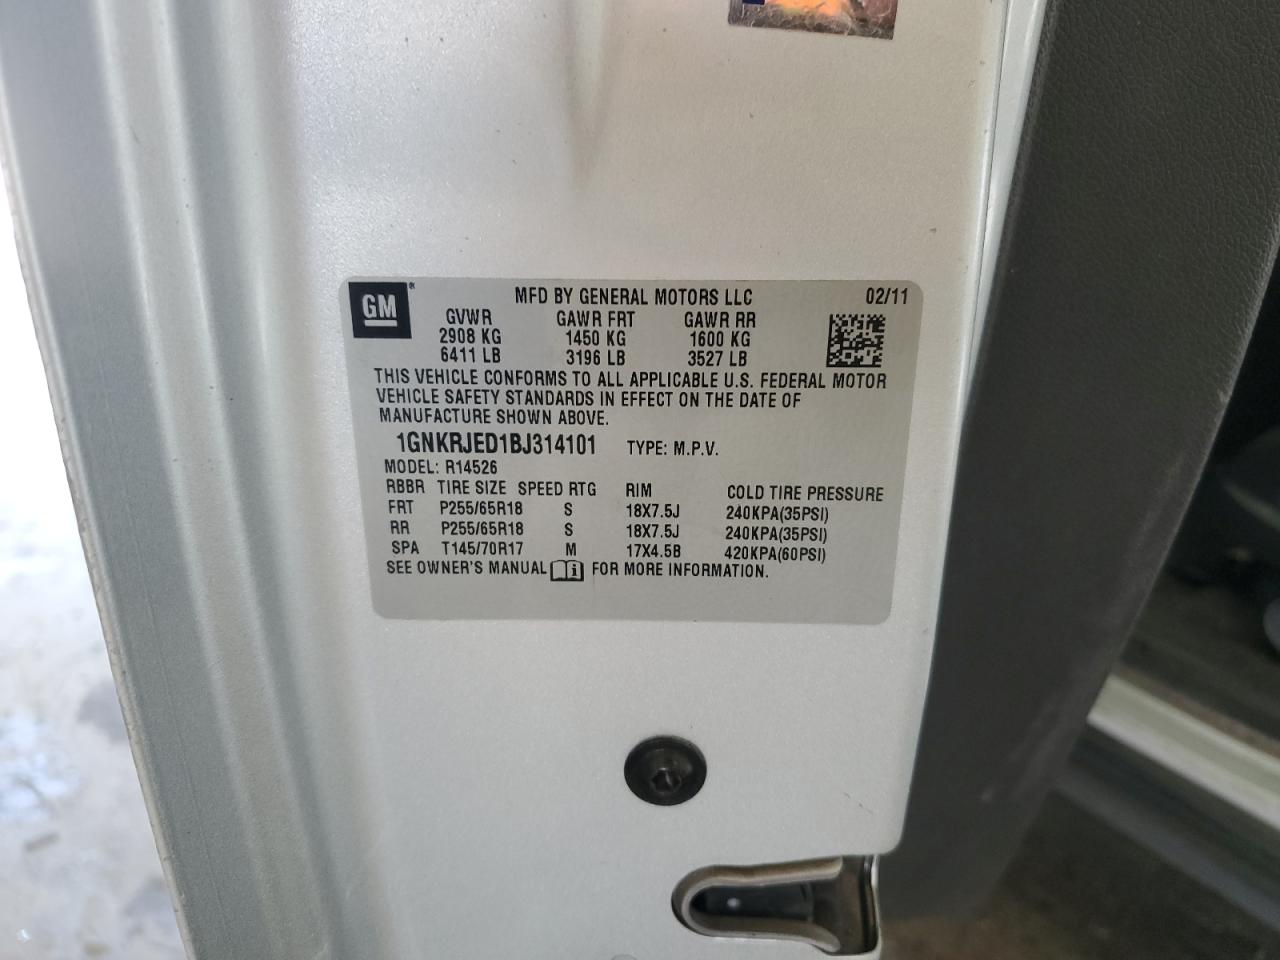 GM®
MFD BY GENERAL MOTORS LLC 02/11
GVWR GAWR FRT GAWR RR
2908 KG 1450 KG 1600 KG
6411 LB 3196 LB 3527 LB
THIS VEHICLE CONFORMS TO ALL APPLICABLE U.S. FEDERAL MOTOR
VEHICLE SAFETY STANDARDS IN EFFECT ON THE DATE OF
MANUFACTURE SHOWN ABOVE.
1GNKRJED1BJ314101 TYPE: M.P.V.
MODEL: R14526
RBBR TIRE SIZE SPEED RTG RIM COLD TIRE PRESSURE
FRT P255/65R18 S 18X7.5J 240KPA(35PSI)
RR P255/65R18 S 18X7.5J 240KPA(35PSI)
SPA T145/70R17 M 17X4.5B 420KPA(60PSI)
SEE OWNER'S MANUAL FOR MORE INFORMATION.